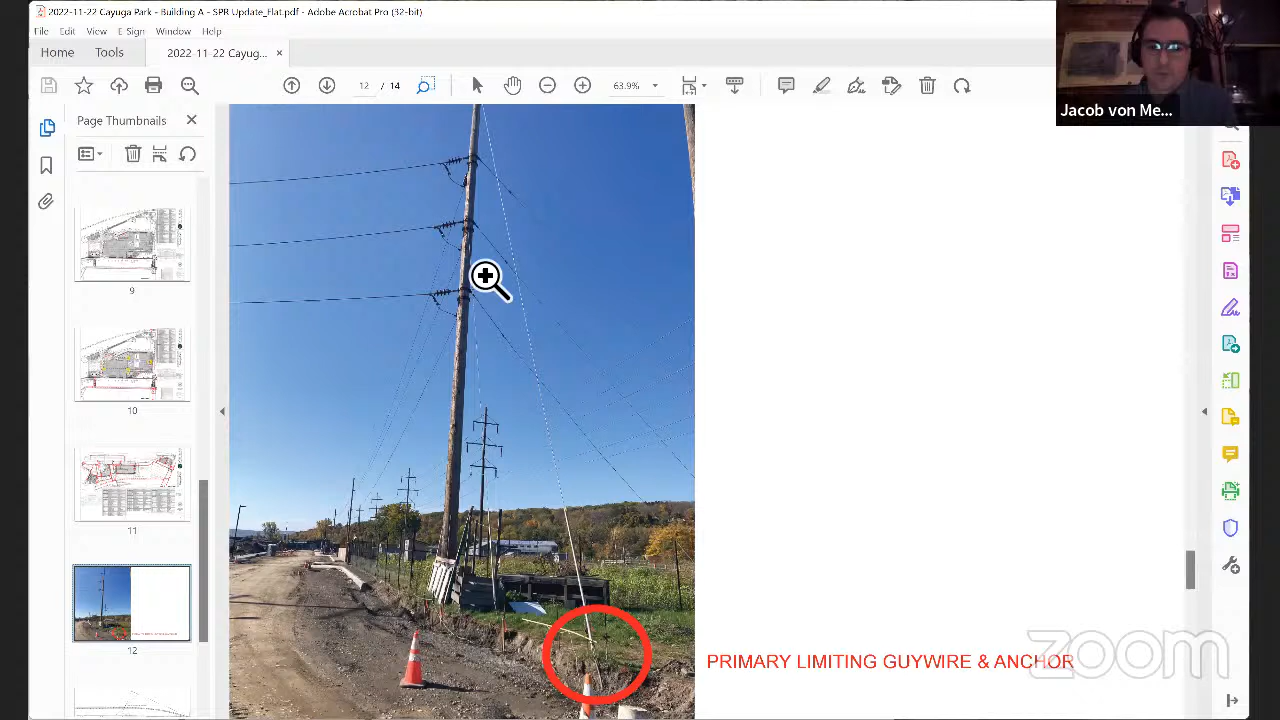 2022-11-22 Cayuga Park - Building A - SPR Update_Flat.pdf - Adobe Acrobat Pro (32-bit)
File Edit View E Sign Window Help
Home Tools 2022-11-22 Cayug... ×
12 / 14 63.9%
Jacob von Me...
Page Thumbnails ×
9
10
11
12
PRIMARY LIMITING GUYWIRE & ANCHOR
zoom